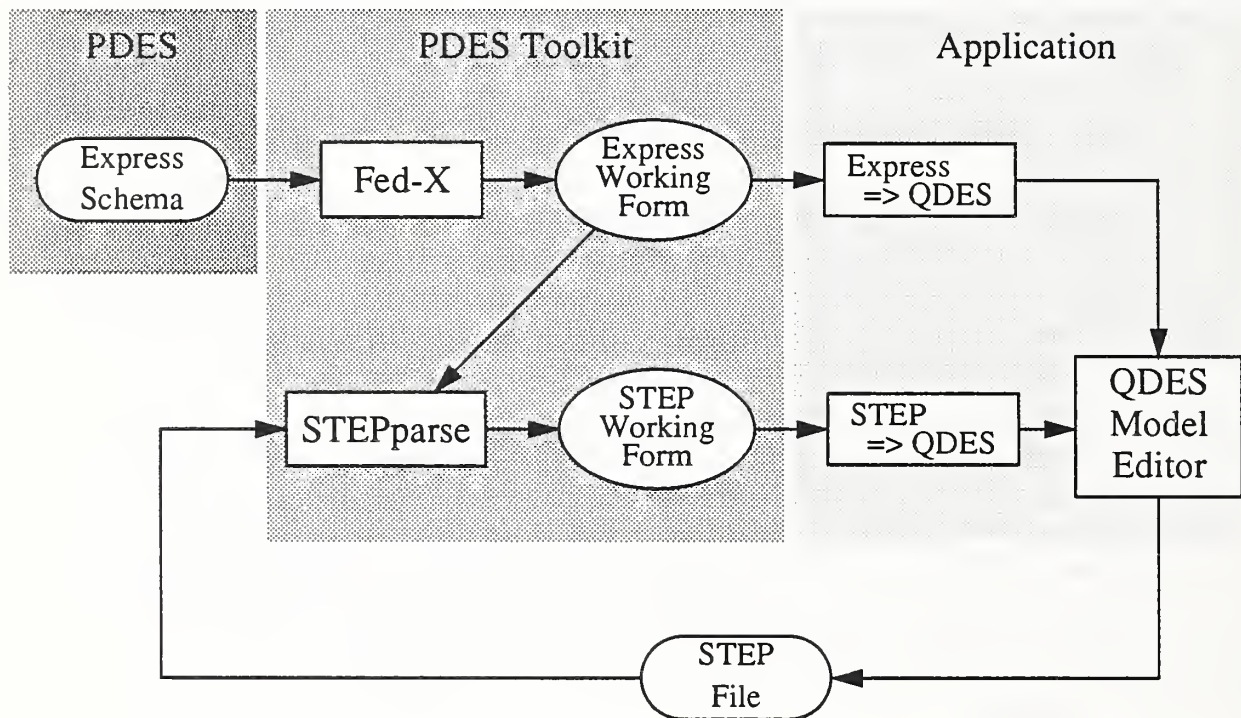 PDES
PDES Toolkit
Application
Express
Schema
Fed-X
Express
Working
Form
Express
=> QDES
STEPparse
STEP
Working
Form
STEP
=> QDES
QDES
Model
Editor
STEP
File